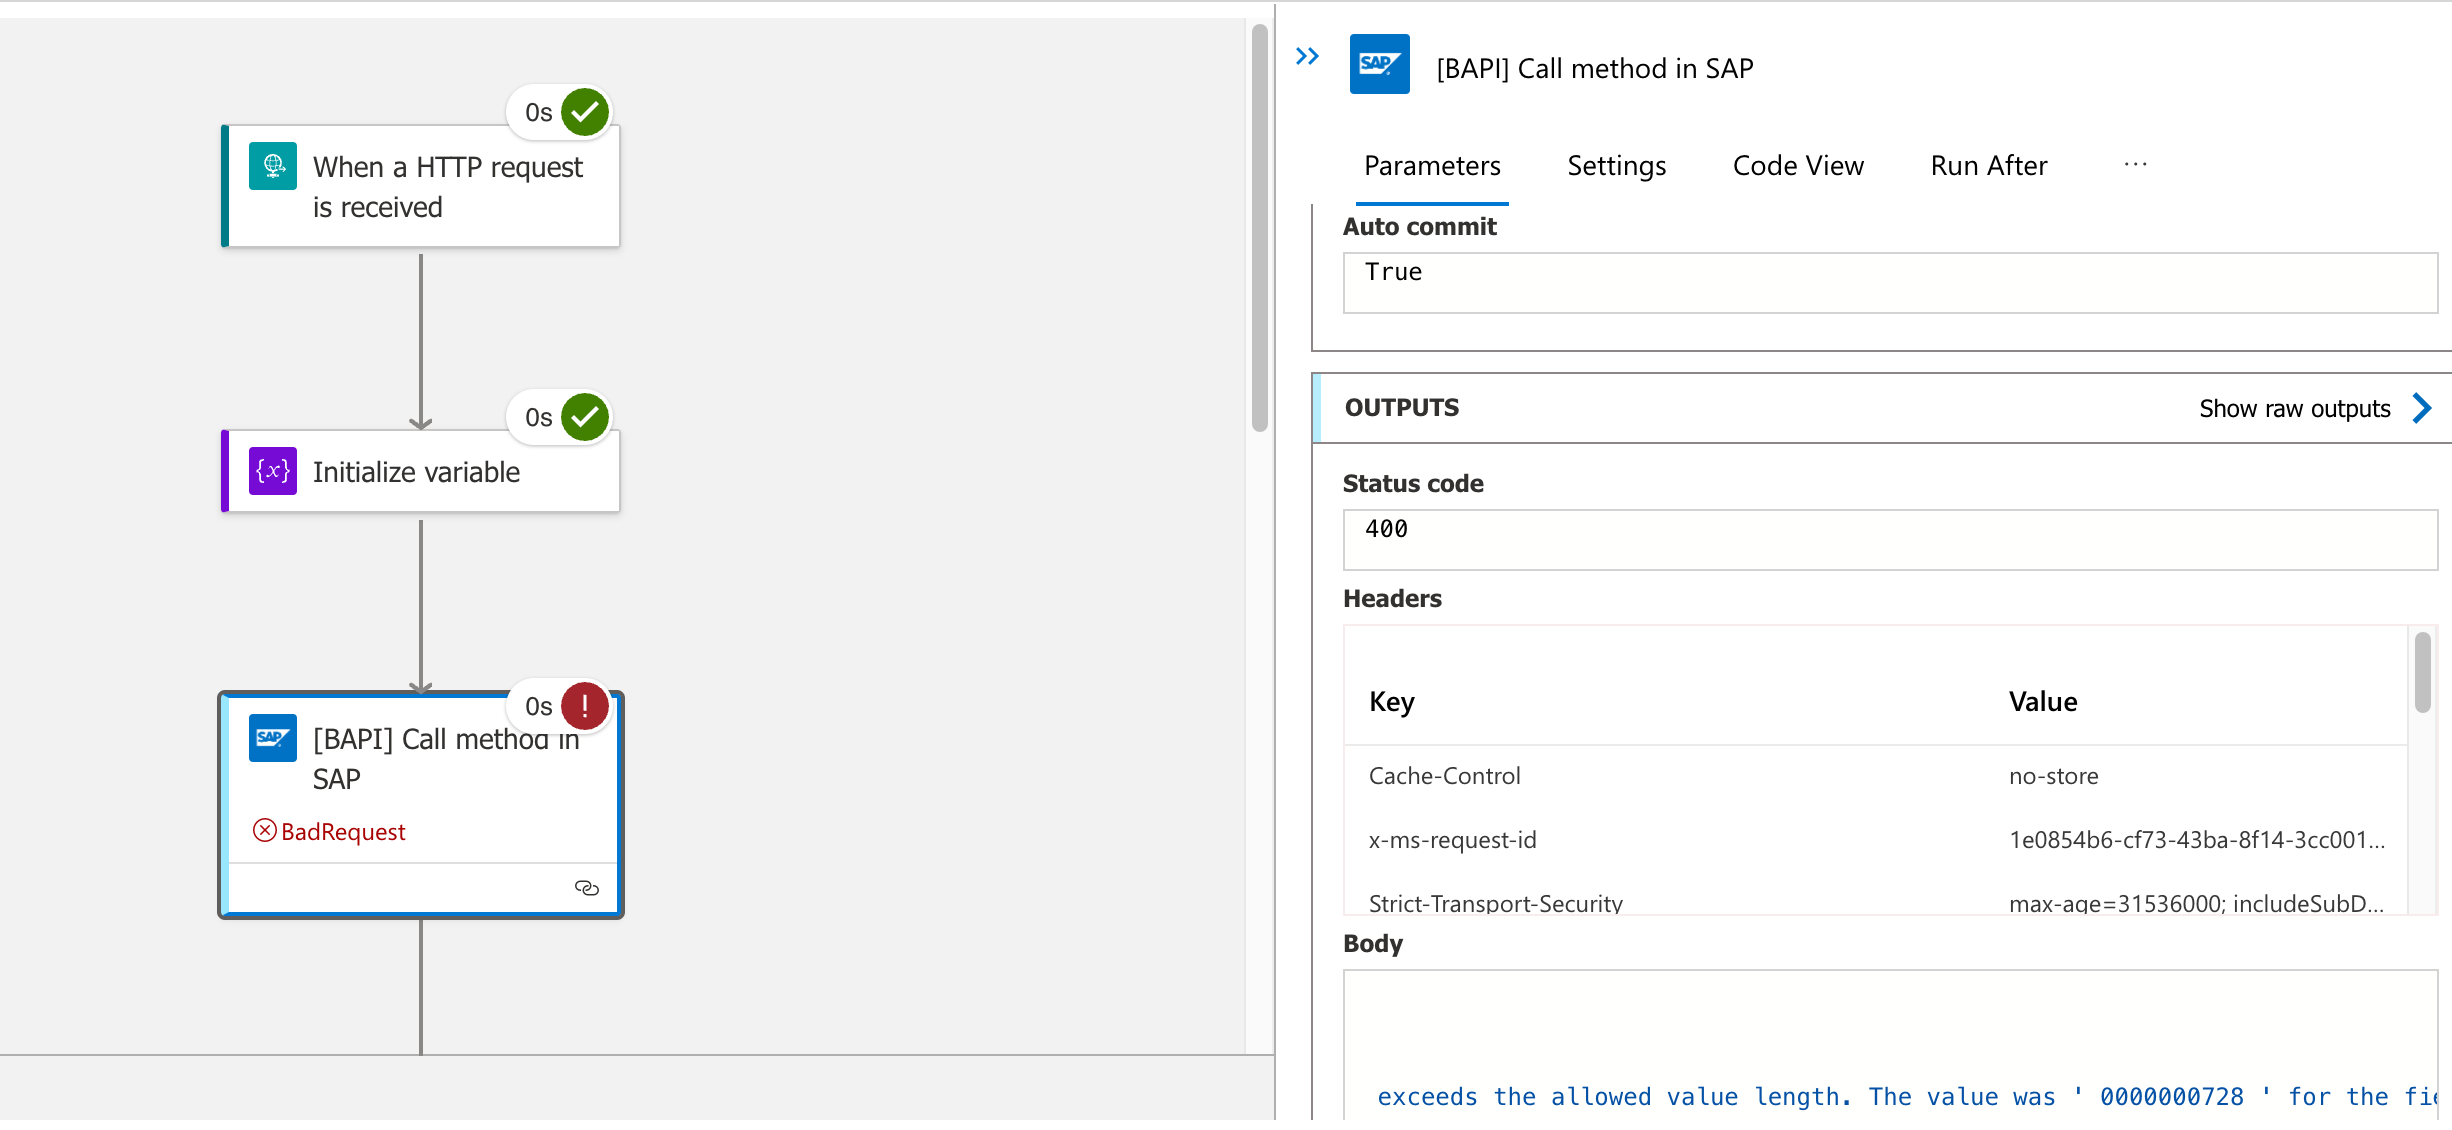 0s
When a HTTP request
is received
0s
{x} Initialize variable
0s
SAP [BAPI] Call method in
SAP
BadRequest
SAP [BAPI] Call method in SAP
Parameters Settings Code View Run After ...
Auto commit
True
OUTPUTS Show raw outputs
Status code
400
Headers
Key Value
Cache-Control no-store
x-ms-request-id 1e0854b6-cf73-43ba-8f14-3cc001...
Strict-Transport-Security max-age=31536000; includeSubD...
Body
exceeds the allowed value length. The value was ' 0000000728 ' for the